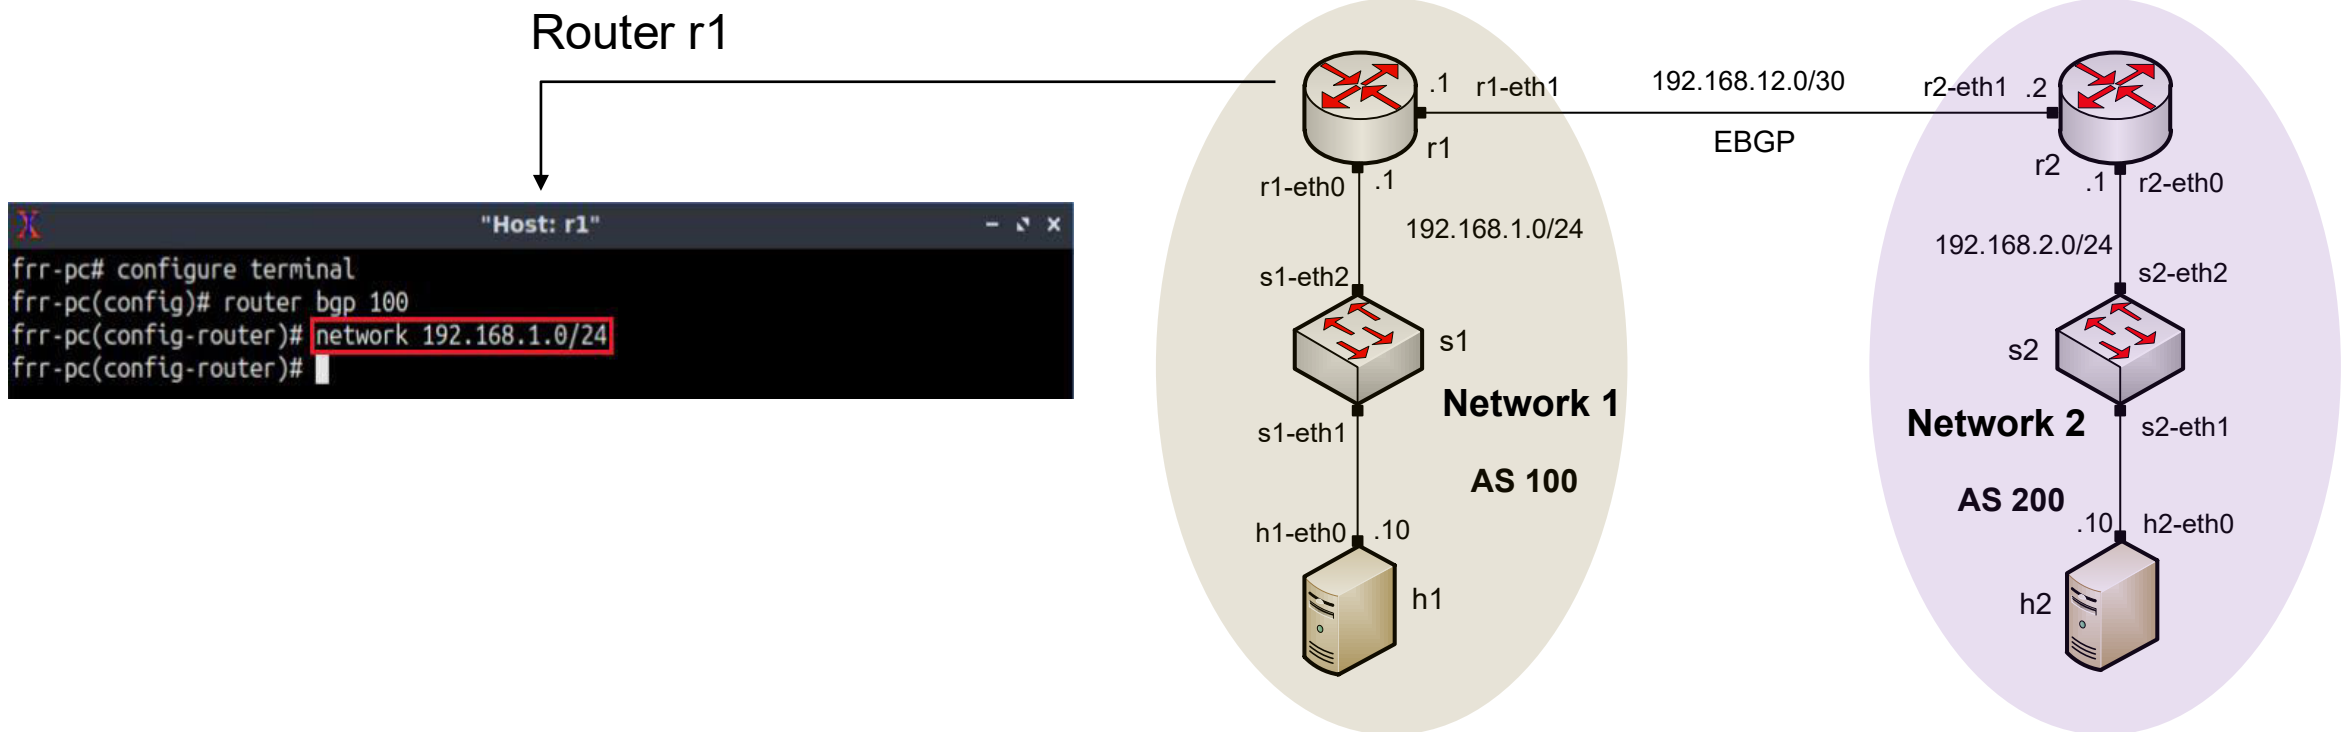 Router r1
"Host: r1"
frr-pc# configure terminal
frr-pc(config)# router bgp 100
frr-pc(config-router)# network 192.168.1.0/24
frr-pc(config-router)#
.1 r1-eth1 192.168.12.0/30 r2-eth1 .2
EBGP
r1
r2
r1-eth0 .1
.1 r2-eth0
192.168.1.0/24
192.168.2.0/24
s1-eth2
s2-eth2
s1
s2
Network 1
Network 2
s1-eth1
s2-eth1
AS 100
AS 200
h1-eth0 .10
.10 h2-eth0
h1
h2